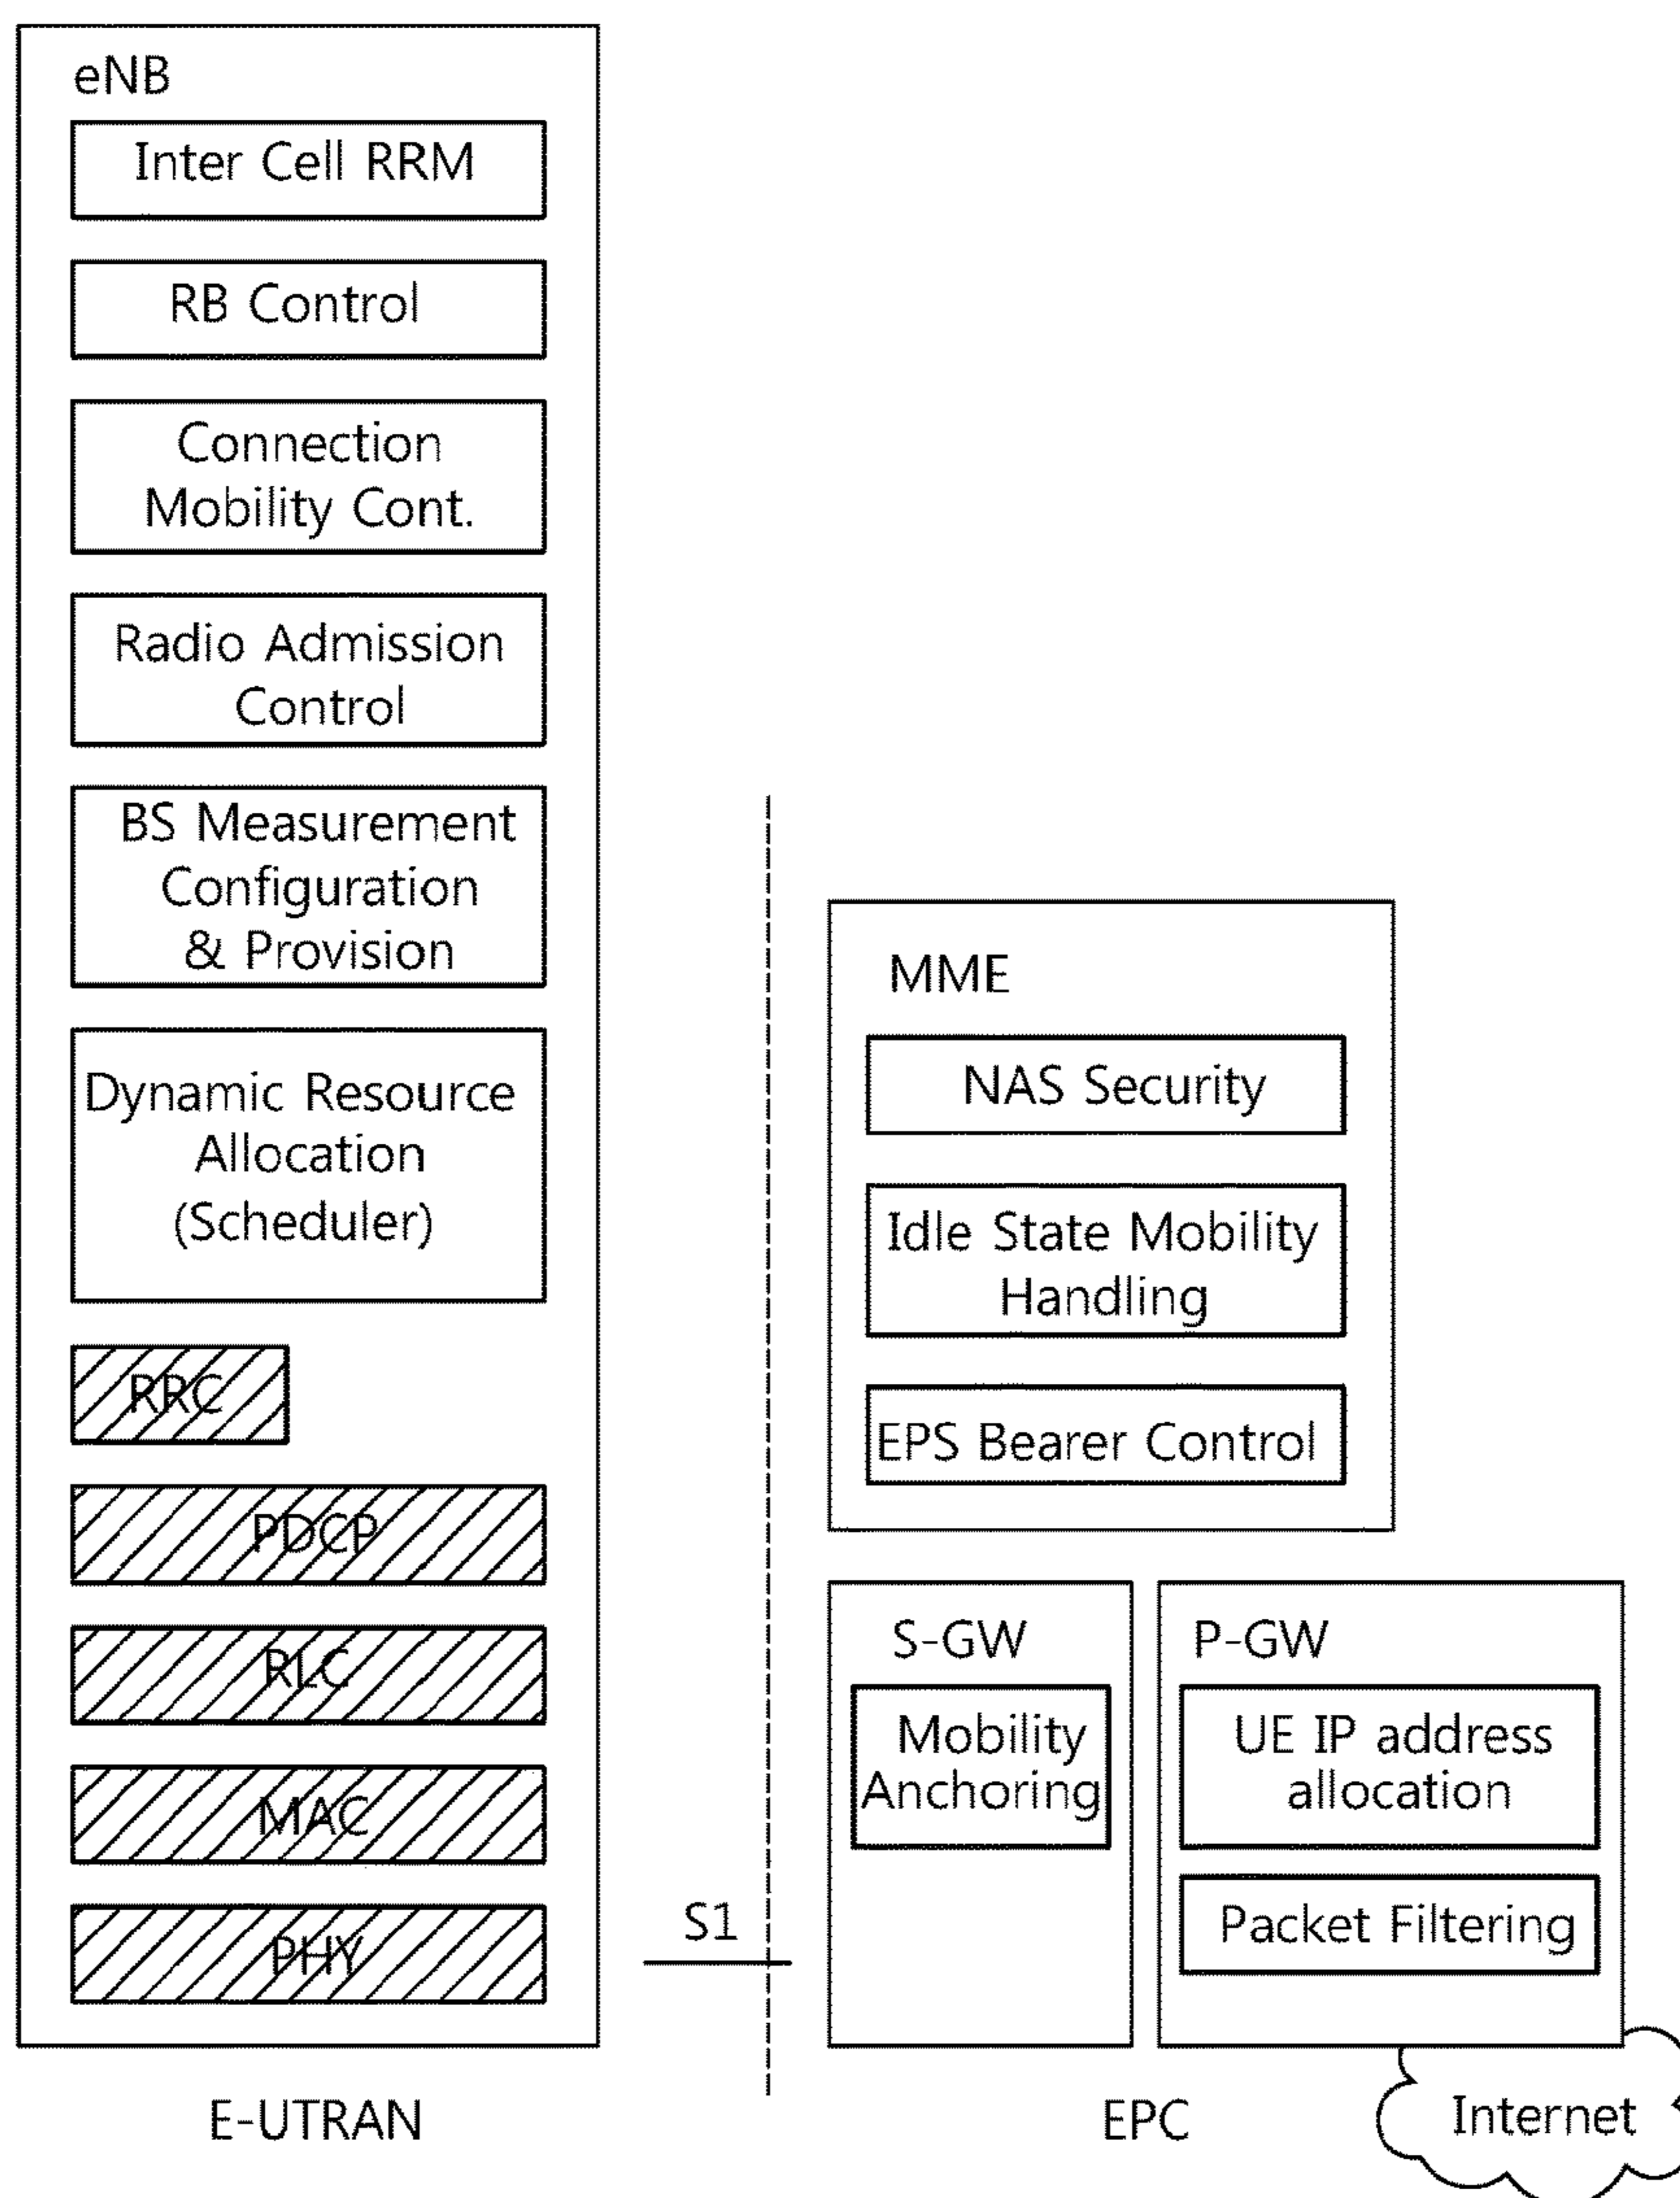 eNB
Inter Cell RRM
RB Control
Connection
Mobility Cont.
Radio Admission
Control
BS Measurement
Configuration
& Provision
Dynamic Resource
Allocation
(Scheduler)
RRC
PDCP
RLC
MAC
PHY
E-UTRAN
S1
MME
NAS Security
Idle State Mobility
Handling
EPS Bearer Control
S-GW
Mobility
Anchoring
P-GW
UE IP address
allocation
Packet Filtering
EPC
Internet